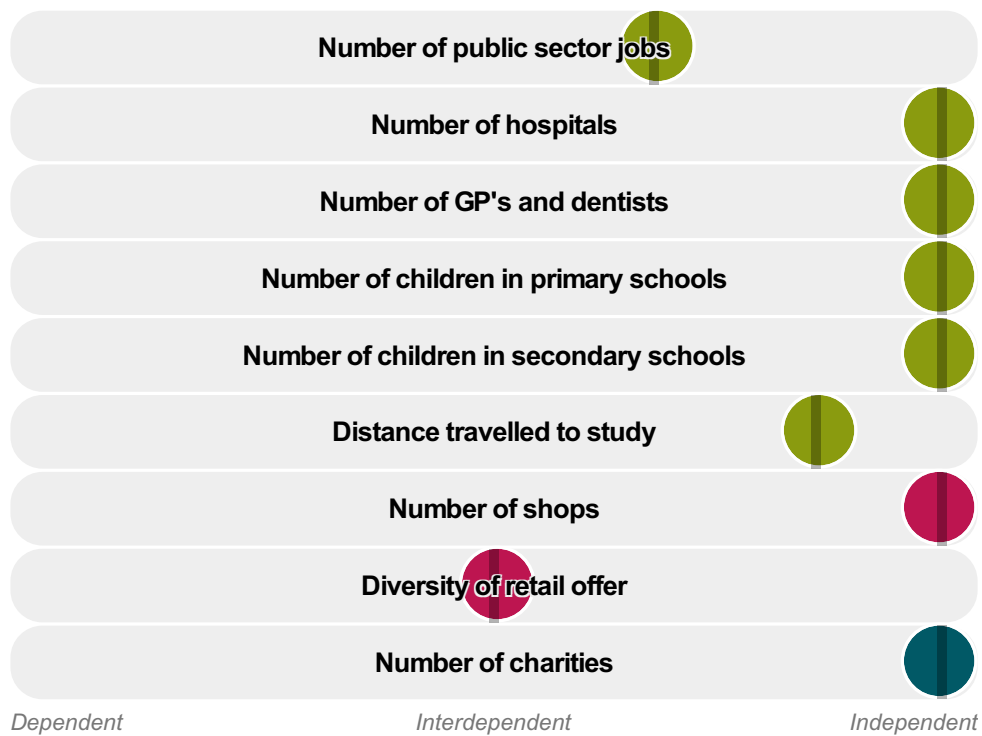 Number of public sector jobs
Number of hospitals
Number of GP's and dentists
Number of children in primary schools
Number of children in secondary schools
Distance travelled to study
Number of shops
Diversity of retail offer
Number of charities
Dependent Interdependent Independent